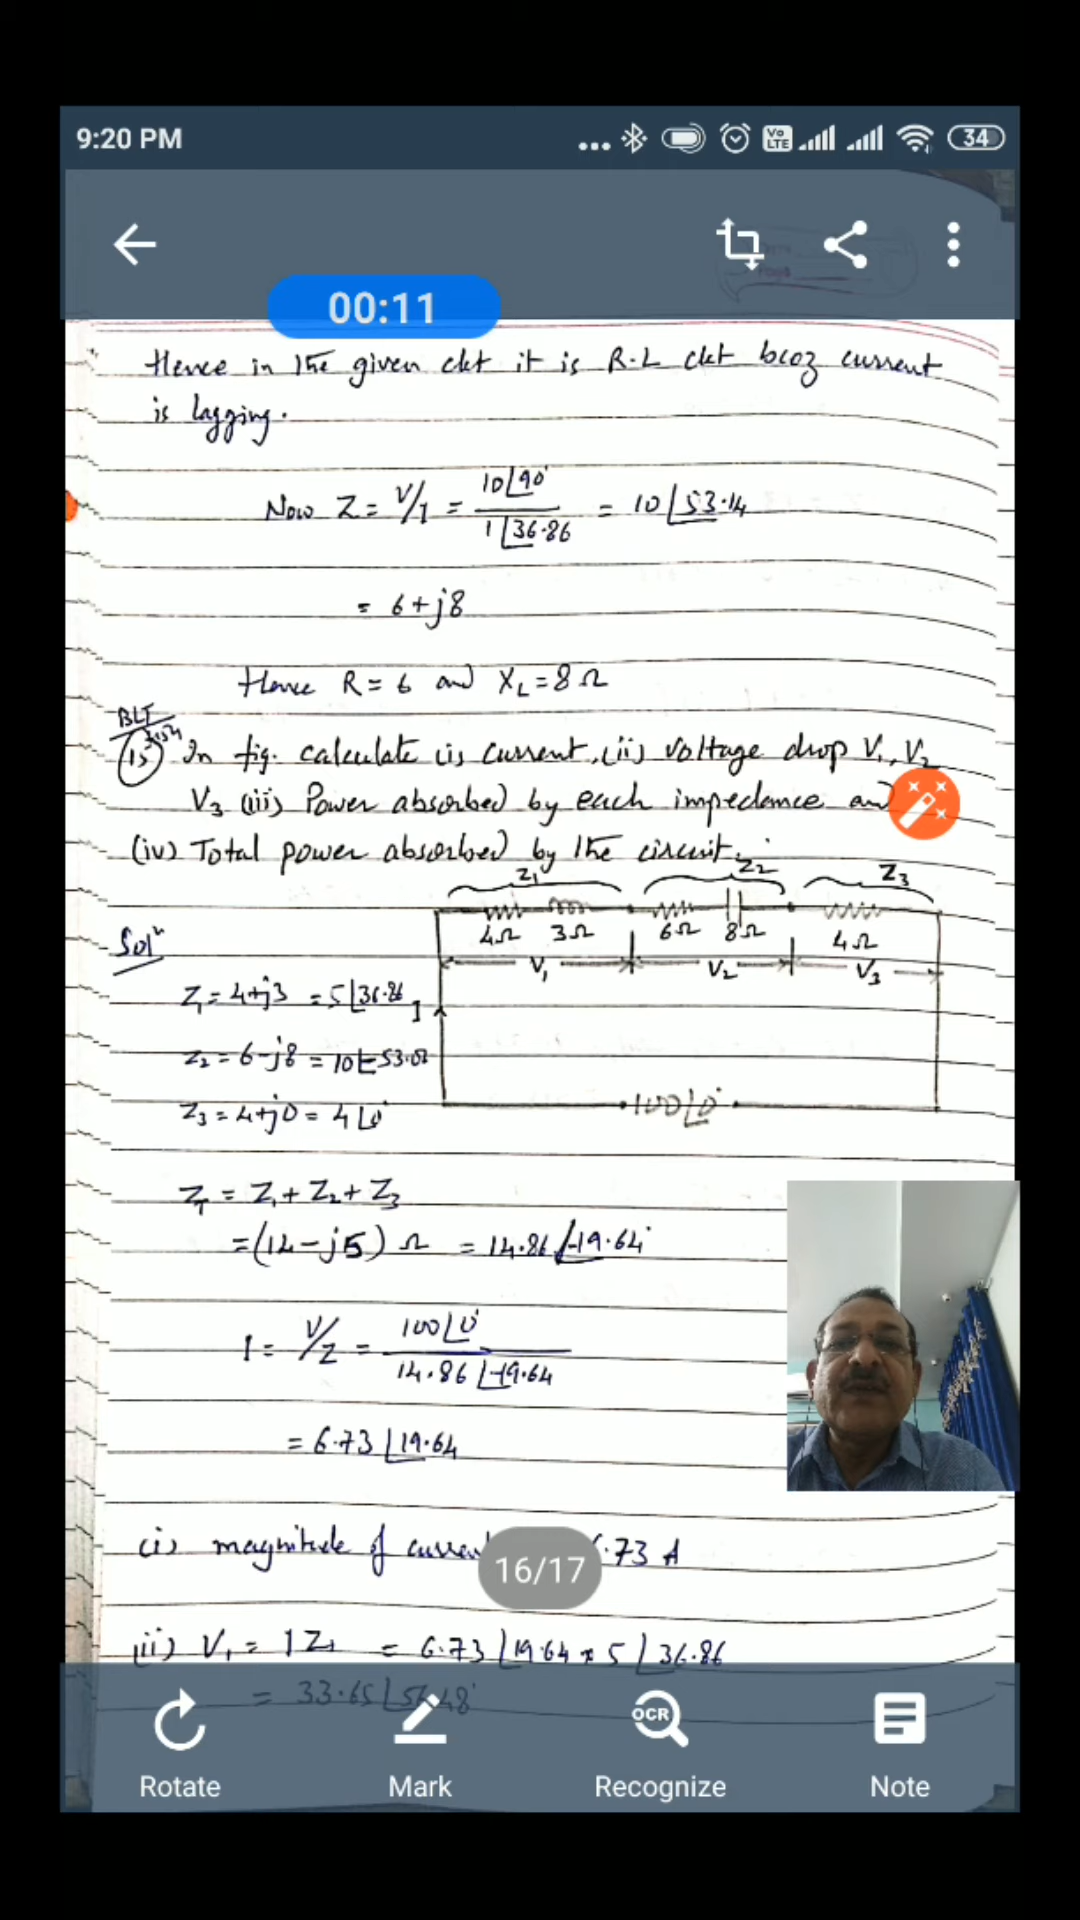 9:20 PM
Vo LTE
34
00:11
Hence in the given ckt it is R-L ckt bcoz current
is lagging.
Now Z = V/I = 10∠90° / 1∠36.86 = 10∠53.14
= 6+j8
Hence R = 6 and XL = 8 Ω
BLT
15 In fig. calculate (i) current, (ii) voltage drop V1, V2
V3 (iii) Power absorbed by each impedance and
(iv) Total power absorbed by the circuit.
Z1 Z2 Z3
4Ω 3Ω 6Ω 8Ω 4Ω
V1 V2 V3
Solⁿ
Z1 = 4+j3 = 5∠36.86 I
Z2 = 6-j8 = 10∠-53.02
Z3 = 4+j0 = 4∠0°
100∠0°
ZT = Z1 + Z2 + Z3
= (14-j5) Ω = 14.86∠-19.64°
I = V/Z = 100∠0° / 14.86∠-19.64
= 6.73∠19.64
(i) magnitude of .73 A
16/17
(ii) V1 = IZ1 = 6.73∠19.64 × 5∠36.86
= 33.65
OCR
Rotate
Mark
Recognize
Note